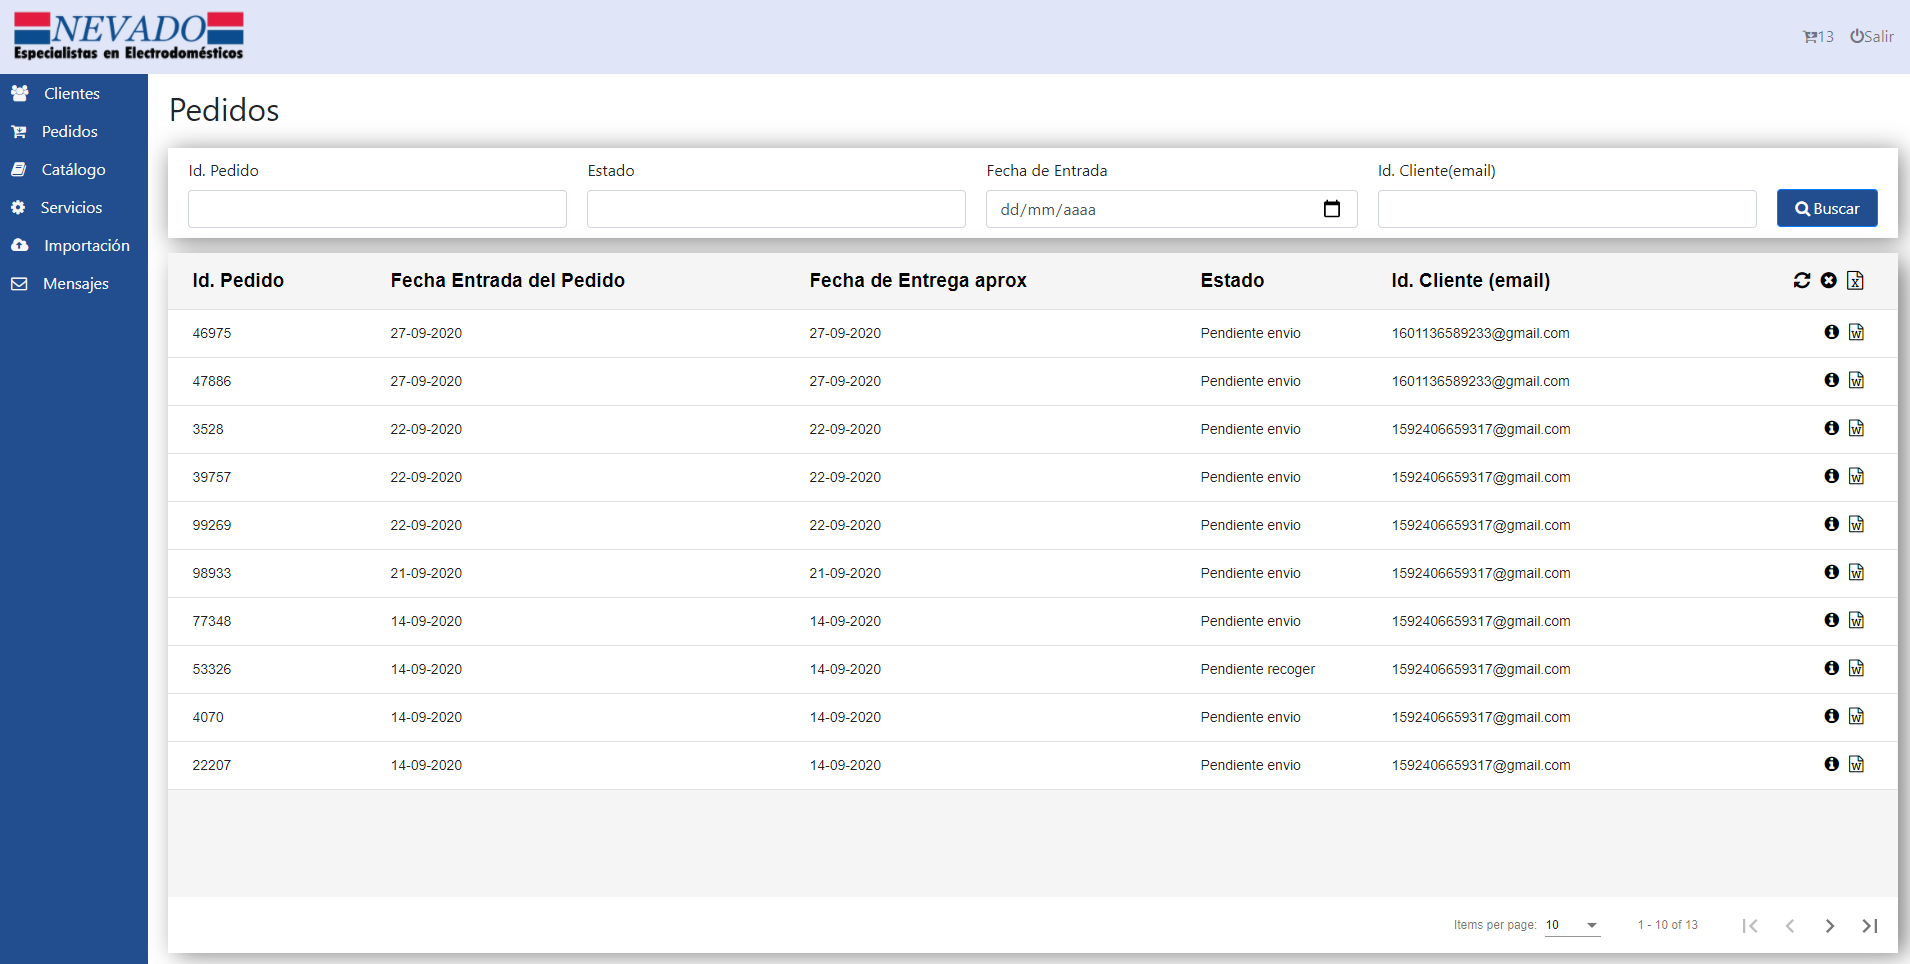 NEVADO
Especialistas en Electrodomésticos
13 Salir
Clientes
Pedidos
Catálogo
Servicios
Importación
Mensajes
Pedidos
Id. Pedido Estado Fecha de Entrada Id. Cliente(email)
dd/mm/aaaa Buscar
Id. Pedido Fecha Entrada del Pedido Fecha de Entrega aprox Estado Id. Cliente (email)
46975 27-09-2020 27-09-2020 Pendiente envio 1601136589233@gmail.com
47886 27-09-2020 27-09-2020 Pendiente envio 1601136589233@gmail.com
3528 22-09-2020 22-09-2020 Pendiente envio 1592406659317@gmail.com
39757 22-09-2020 22-09-2020 Pendiente envio 1592406659317@gmail.com
99269 22-09-2020 22-09-2020 Pendiente envio 1592406659317@gmail.com
98933 21-09-2020 21-09-2020 Pendiente envio 1592406659317@gmail.com
77348 14-09-2020 14-09-2020 Pendiente envio 1592406659317@gmail.com
53326 14-09-2020 14-09-2020 Pendiente recoger 1592406659317@gmail.com
4070 14-09-2020 14-09-2020 Pendiente envio 1592406659317@gmail.com
22207 14-09-2020 14-09-2020 Pendiente envio 1592406659317@gmail.com
Items per page: 10 1 - 10 of 13